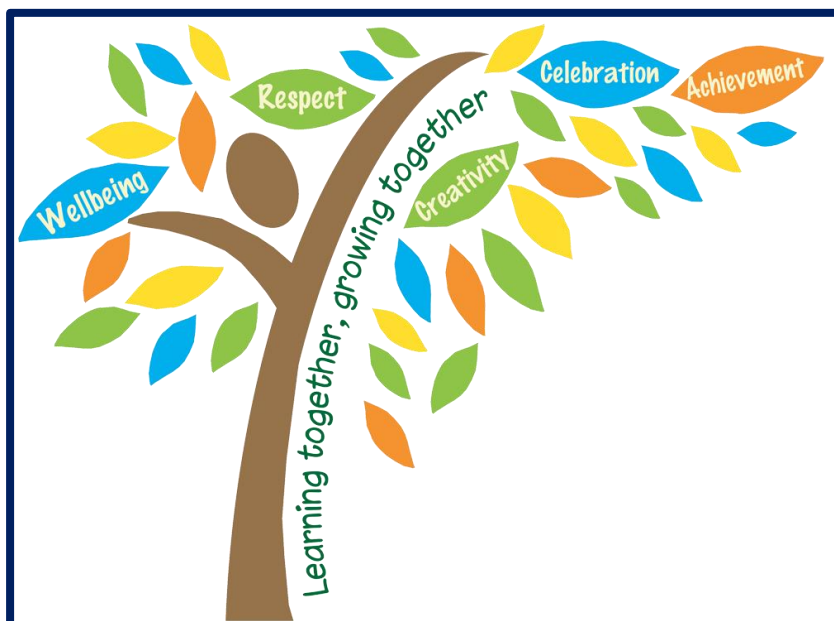 Respect
Celebration
Achievement
Wellbeing
Creativity
Learning together, growing together